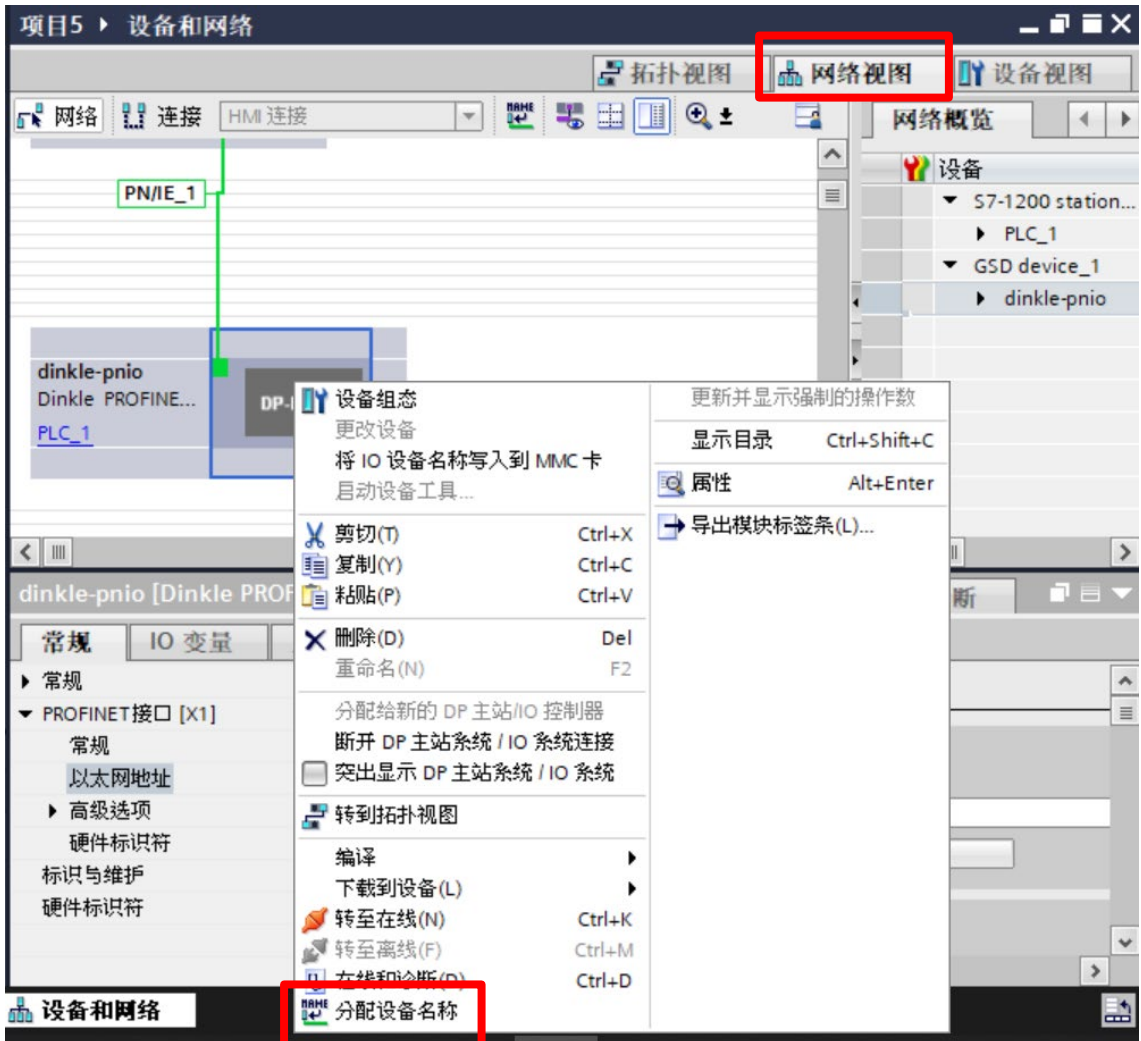 项目5 ▸ 设备和网络
拓扑视图
网络视图
设备视图
网络
连接
HMI 连接
网络概览
设备
S7-1200 station...
PLC_1
GSD device_1
dinkle-pnio
PN/IE_1
dinkle-pnio
Dinkle PROFINE...
PLC_1
DP-
设备组态
更改设备
将 IO 设备名称写入到 MMC 卡
启动设备工具...
剪切(T) Ctrl+X
复制(Y) Ctrl+C
粘贴(P) Ctrl+V
删除(D) Del
重命名(N) F2
分配给新的 DP 主站/IO 控制器
断开 DP 主站系统 / IO 系统连接
突出显示 DP 主站系统 / IO 系统
转到拓扑视图
编译
下载到设备(L)
转至在线(N) Ctrl+K
转至离线(F) Ctrl+M
在线和诊断(D) Ctrl+D
NAME 分配设备名称
更新并显示强制的操作数
显示目录 Ctrl+Shift+C
属性 Alt+Enter
导出模块标签条(L)...
dinkle-pnio [Dinkle PROF
断
常规
IO 变量
常规
PROFINET接口 [X1]
常规
以太网地址
高级选项
硬件标识符
标识与维护
硬件标识符
设备和网络